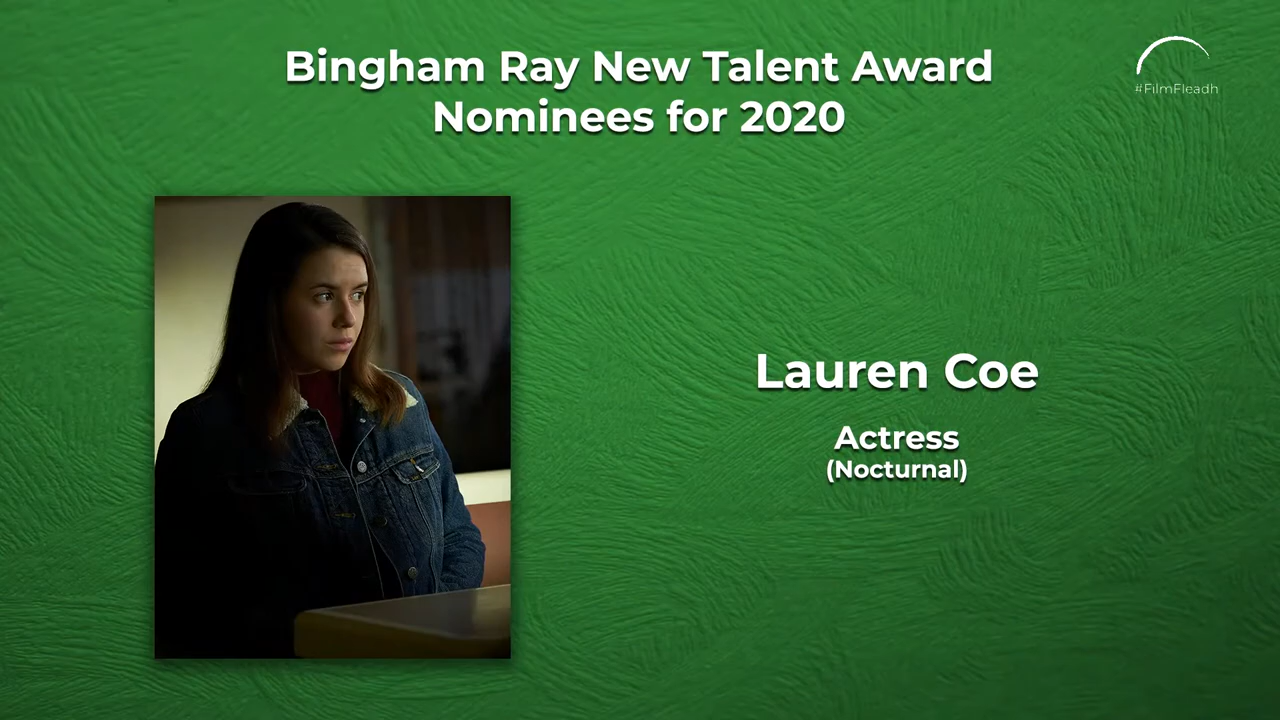 Bingham Ray New Talent Award
Nominees for 2020
#FilmFleadh
Lauren Coe
Actress
(Nocturnal)